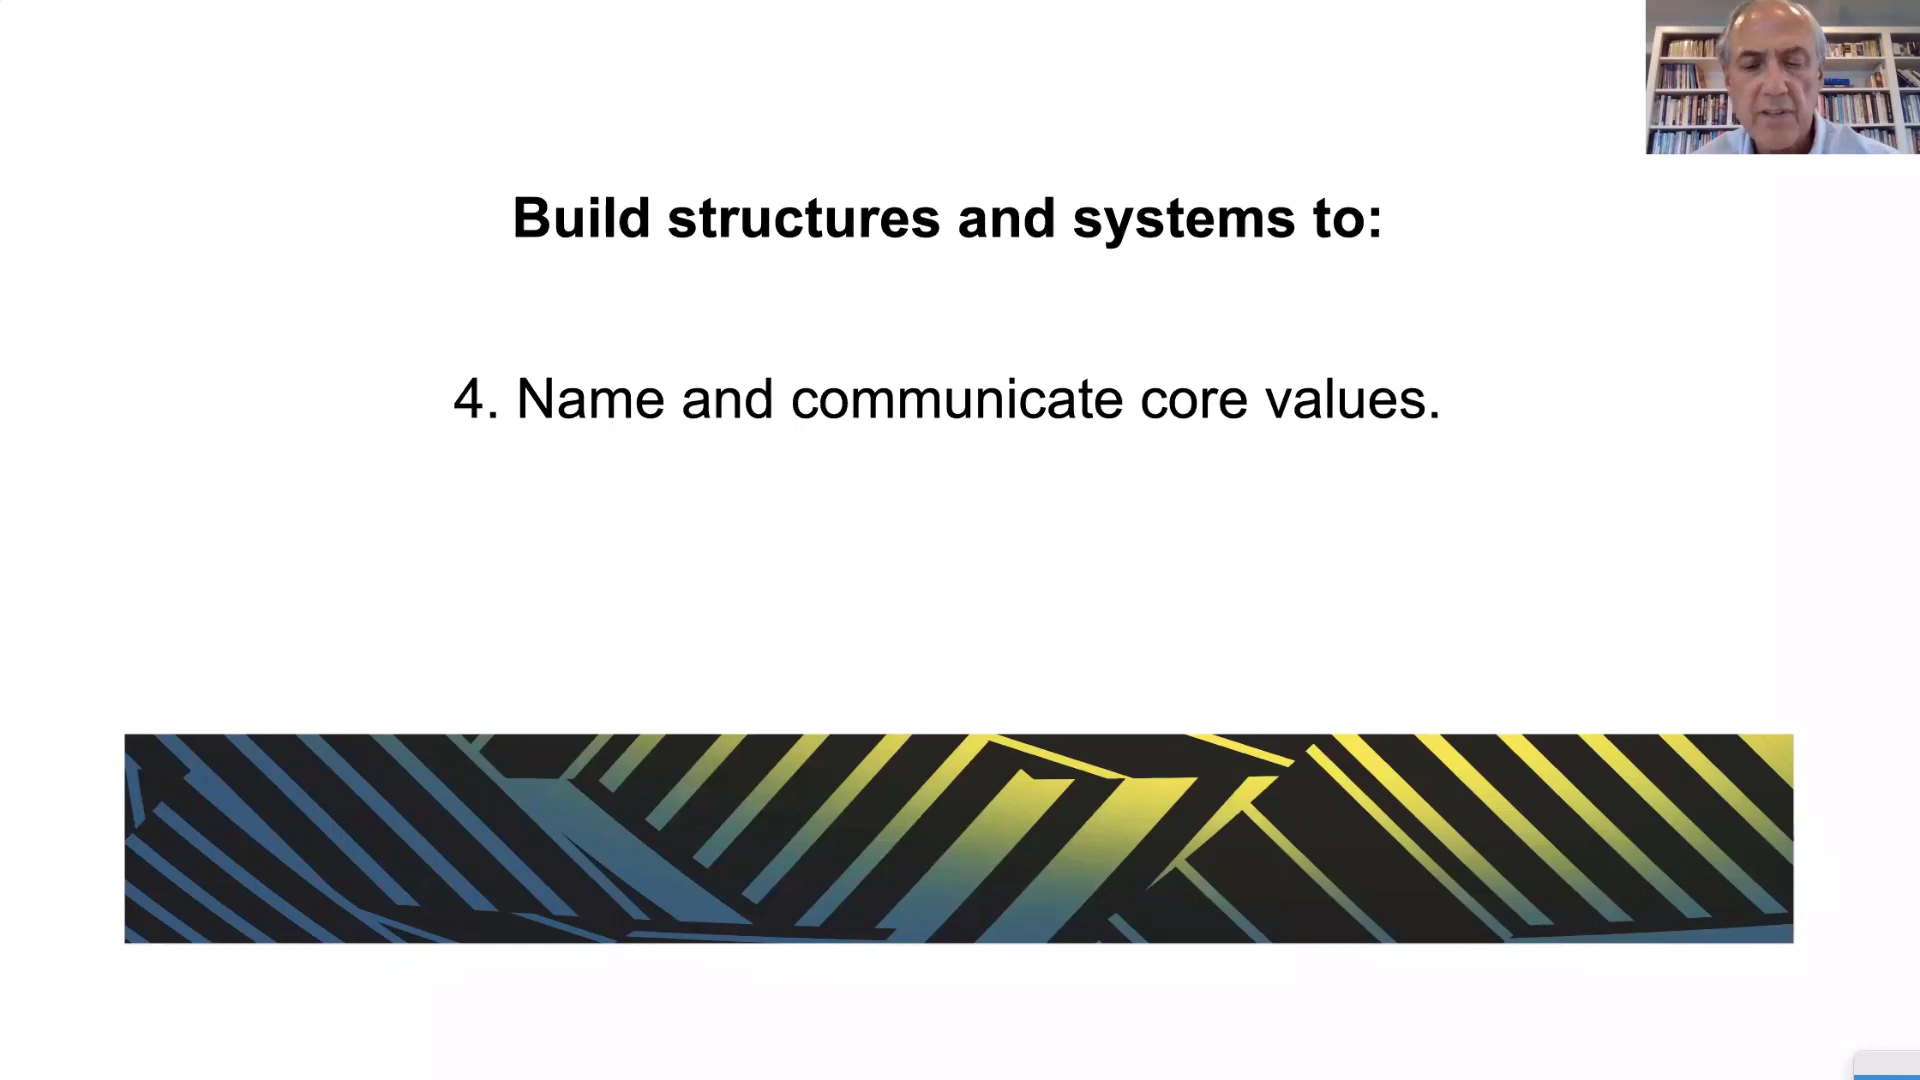 Build structures and systems to:
4. Name and communicate core values.